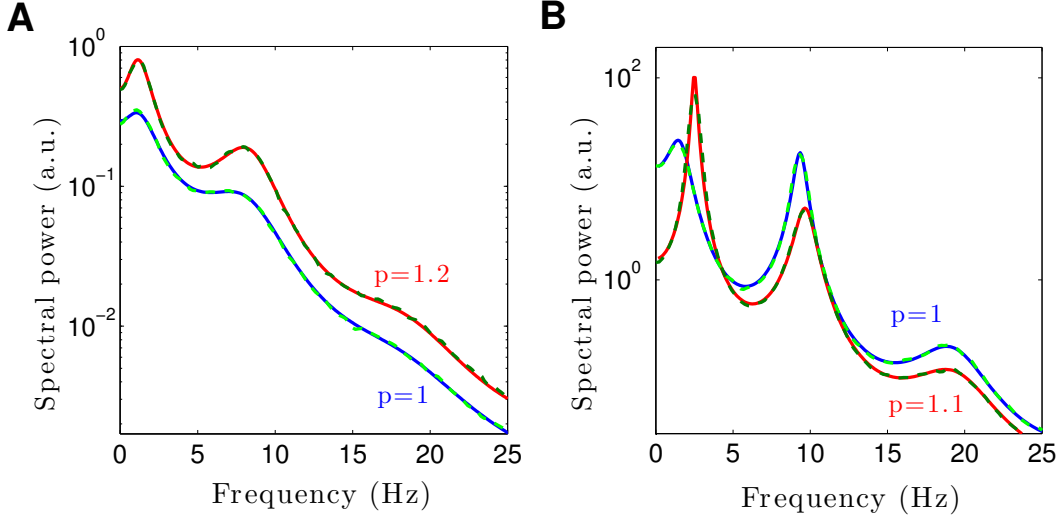 A
B
Spectral power (a.u.)
10^0
10^-1
10^-2
p=1.2
p=1
0 5 10 15 20 25
Frequency (Hz)
Spectral power (a.u.)
10^2
10^0
p=1
p=1.1
0 5 10 15 20 25
Frequency (Hz)